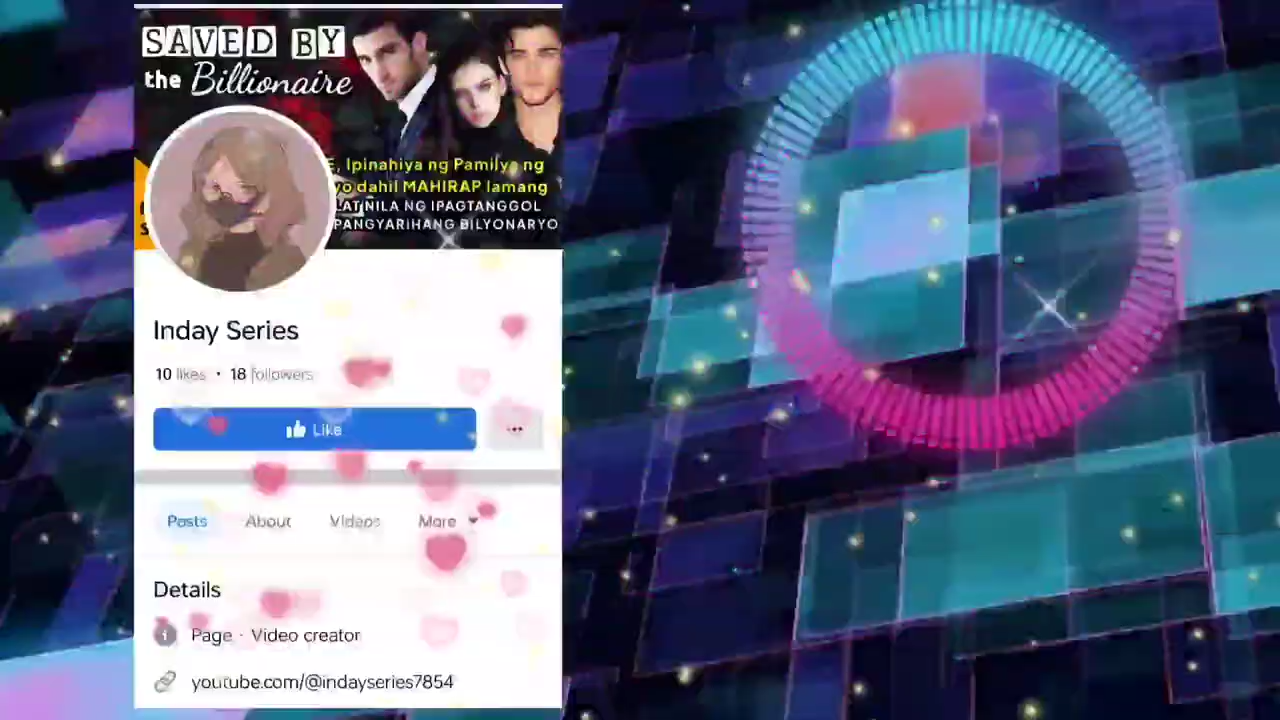 SAVED BY
the Billionaire
Ipinahiya ng Pamilya ng
dahil MAHIRAP lamang
NILA NG IPAGTANGGOL
BILYONARYO
Inday Series
10 likes · 18 followers
Like
Posts About Videos More
Details
Page · Video creator
youtube.com/@indayseries7854